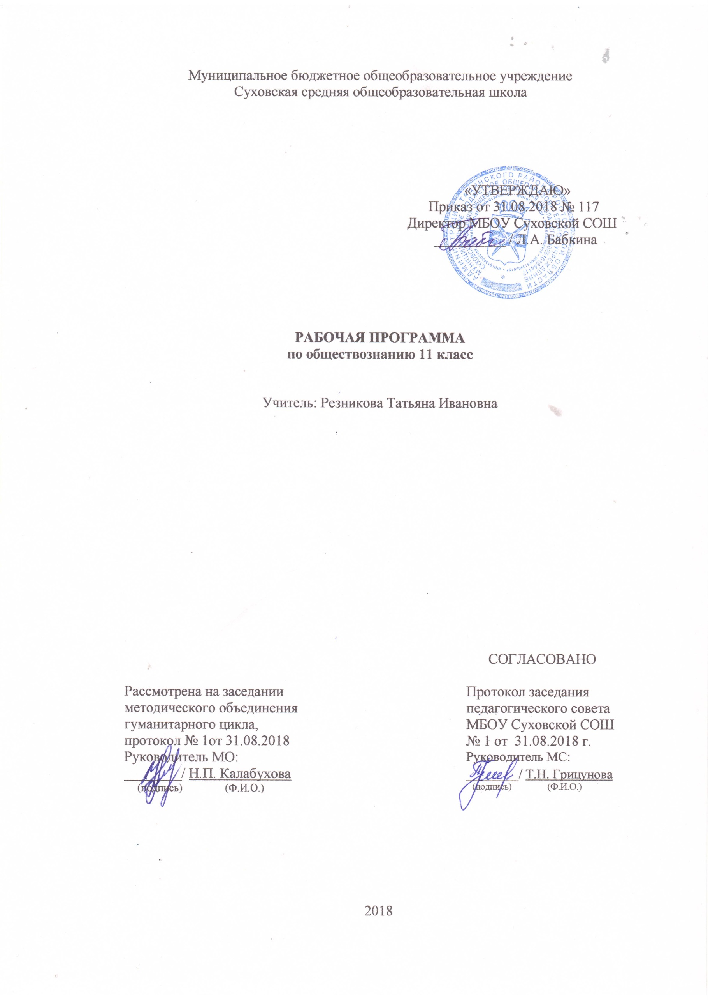 Муниципальное бюджетное общеобразовательное учреждение
Суховская средняя общеобразовательная школа
«УТВЕРЖДАЮ»
Приказ от 31.08.2018 № 117
Директор МБОУ Суховской СОШ
/ Л.А. Бабкина
РАБОЧАЯ ПРОГРАММА
по обществознанию 11 класс
Учитель: Резникова Татьяна Ивановна
Рассмотрена на заседании
методического объединения
гуманитарного цикла,
протокол № 1от 31.08.2018
Руководитель МО:
/ Н.П. Калабухова
(подпись) (Ф.И.О.)
СОГЛАСОВАНО
Протокол заседания
педагогического совета
МБОУ Суховской СОШ
№ 1 от 31.08.2018 г.
Руководитель МС:
/ Т.Н. Грицунова
(подпись) (Ф.И.О.)
2018